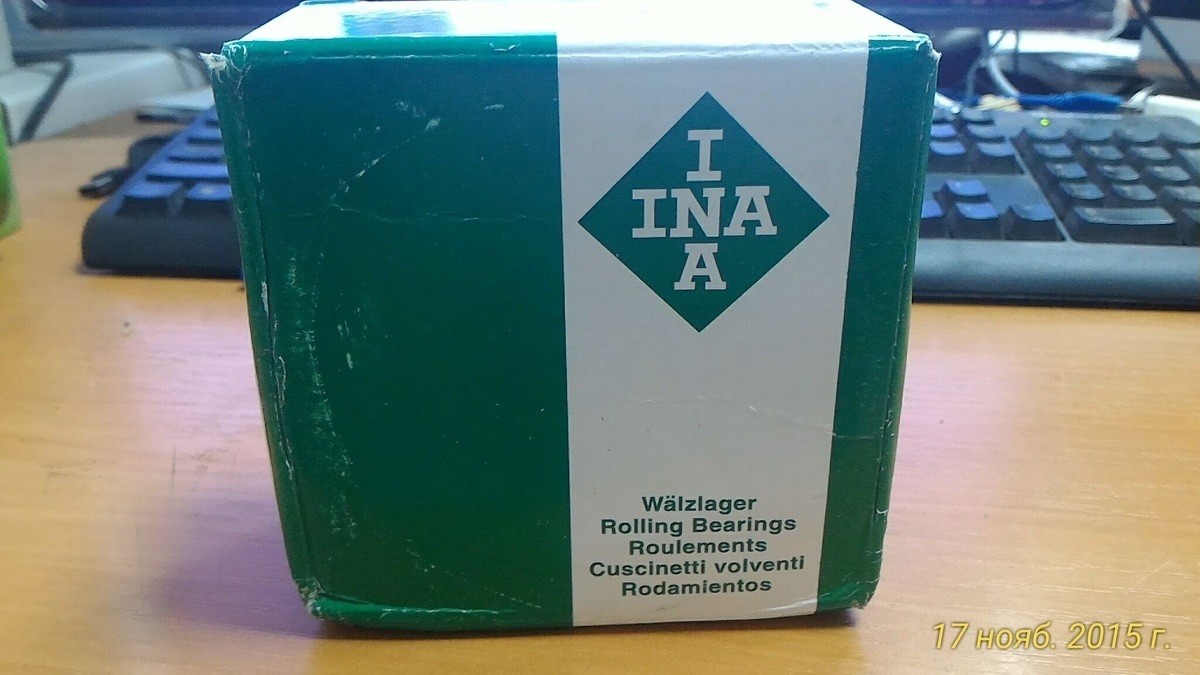 I
INA
A
Wälzlager
Rolling Bearings
Roulements
Cuscinetti volventi
Rodamientos
17 нояб. 2015 г.